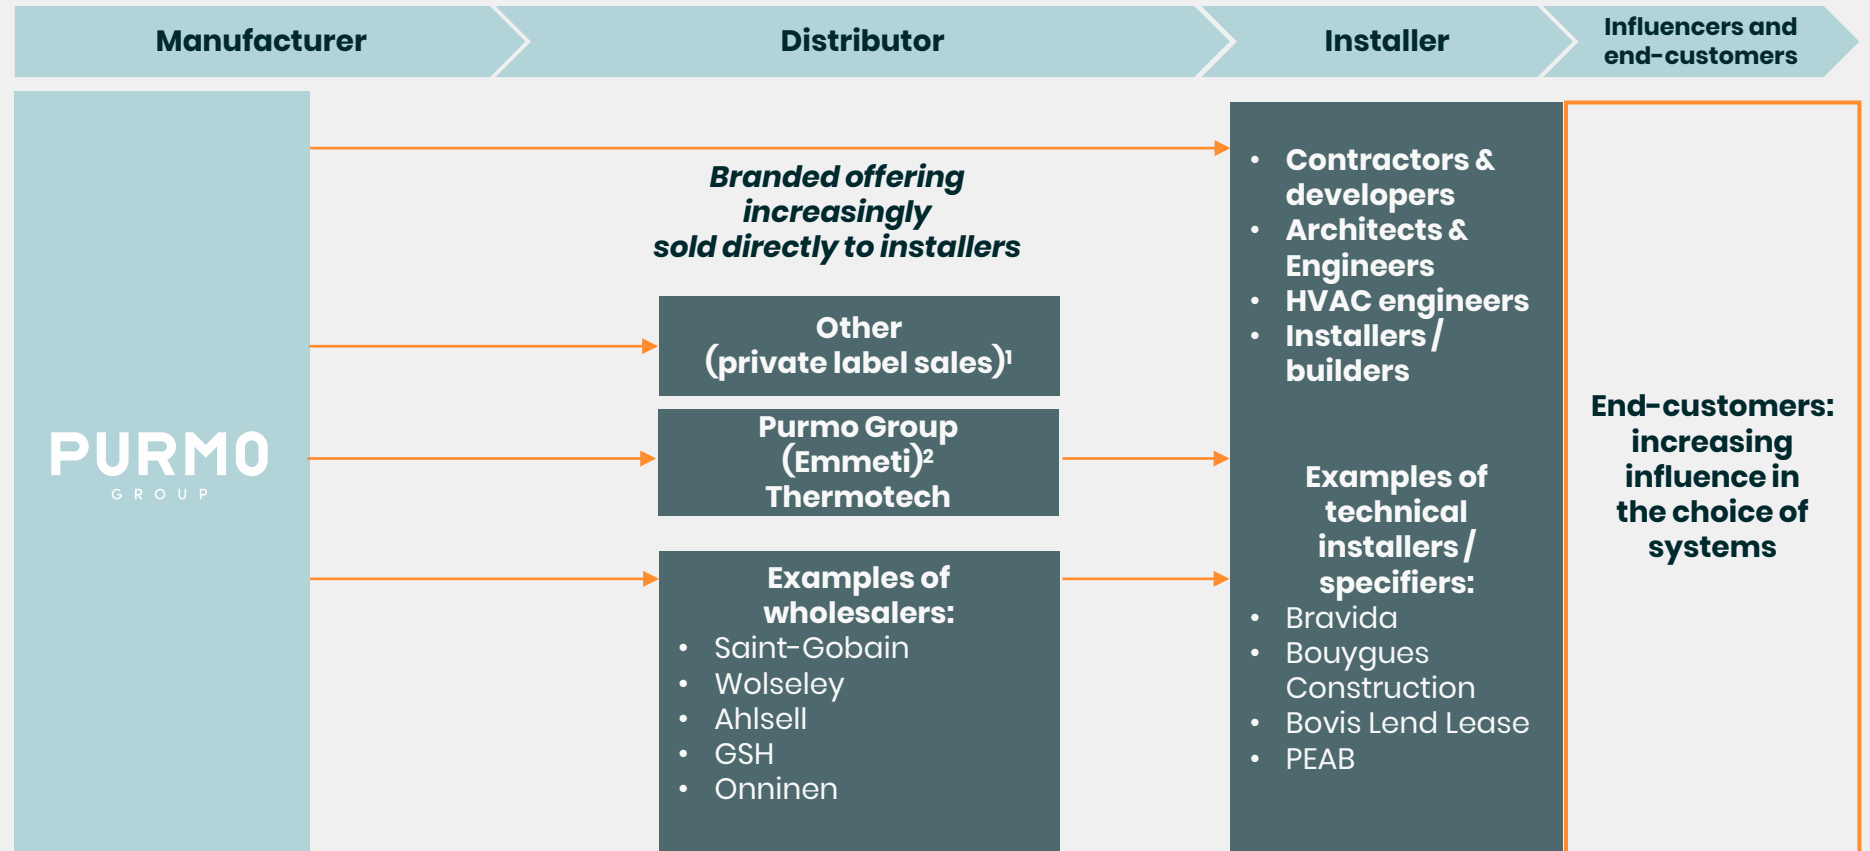 Manufacturer
Distributor
Installer
Influencers and
end-customers
PURMO
GROUP
Branded offering
increasingly
sold directly to installers
Other
(private label sales)¹
Purmo Group
(Emmeti)²
Thermotech
Examples of
wholesalers:
• Saint-Gobain
• Wolseley
• Ahlsell
• GSH
• Onninen
• Contractors &
developers
• Architects &
Engineers
• HVAC engineers
• Installers /
builders
Examples of
technical
installers /
specifiers:
• Bravida
• Bouygues
Construction
• Bovis Lend Lease
• PEAB
End-customers:
increasing
influence in
the choice of
systems